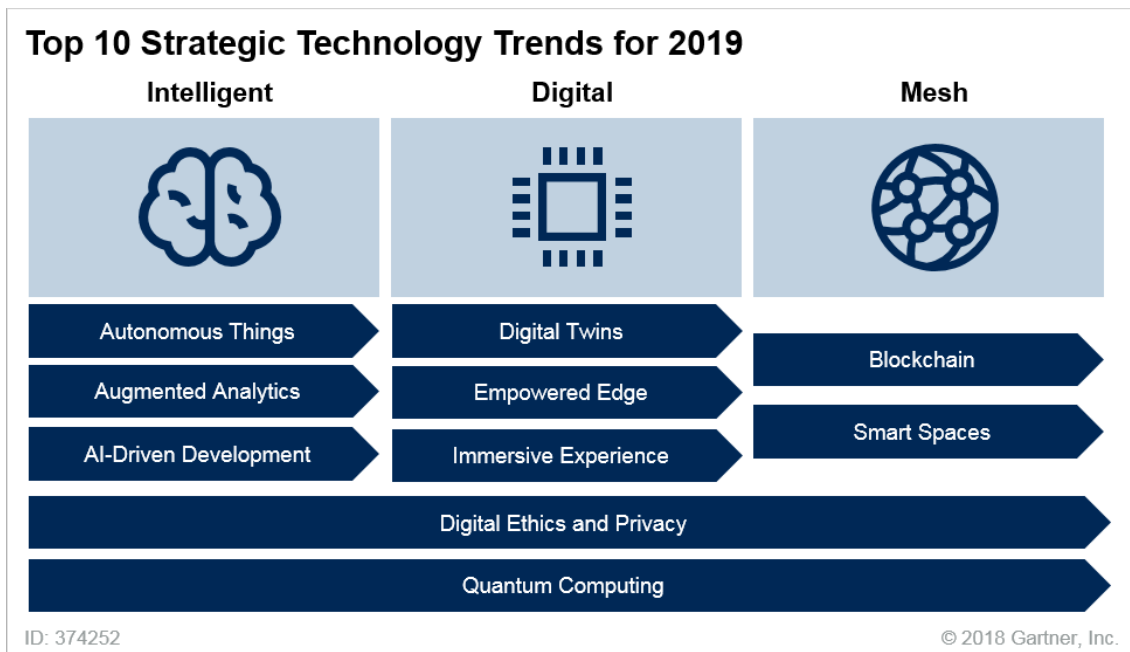 Top 10 Strategic Technology Trends for 2019
Intelligent
Digital
Mesh
Autonomous Things
Augmented Analytics
AI-Driven Development
Digital Twins
Empowered Edge
Immersive Experience
Blockchain
Smart Spaces
Digital Ethics and Privacy
Quantum Computing
ID: 374252
© 2018 Gartner, Inc.